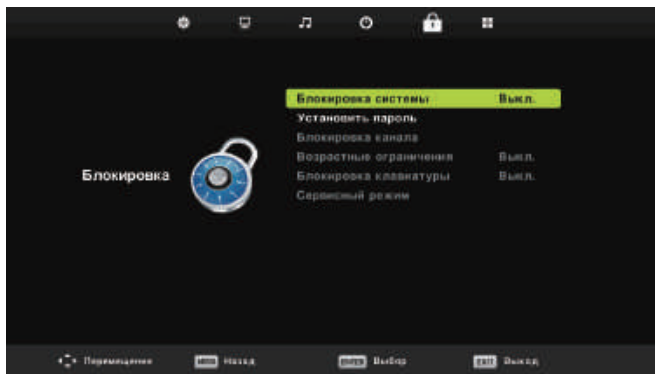 Блокировка системы Выкл.
Установить пароль
Блокировка канала
Возрастные ограничения Выкл.
Блокировка
Блокировка клавиатуры Выкл.
Сервисный режим
Перемещение MENU Назад ENTER Выбор EXIT Выход